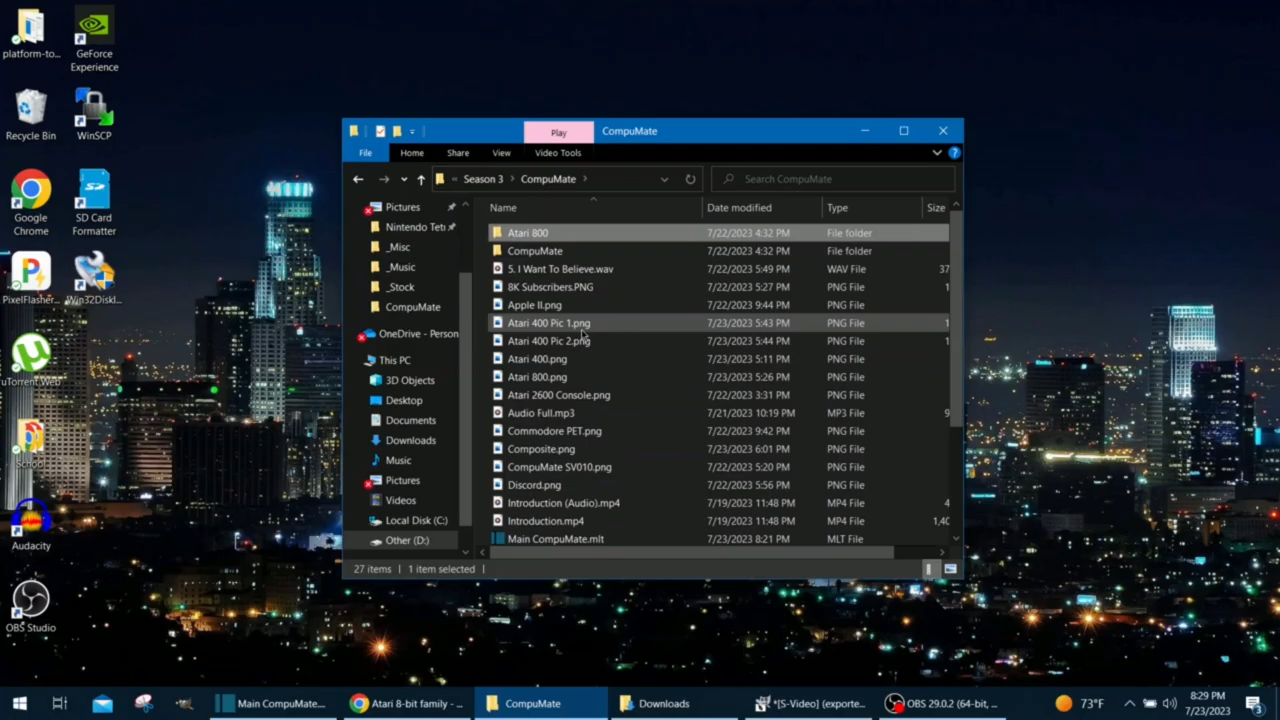 platform-to...
GeForce
Experience
Recycle Bin
WinSCP
Google
Chrome
SD Card
Formatter
PixelFlasher...
Win32Diskl...
uTorrent Web
School
Audacity
OBS Studio
Play
CompuMate
File
Home
Share
View
Video Tools
«
Season 3
CompuMate
Search CompuMate
Pictures
Nintendo Tetr
_Misc
_Music
_Stock
CompuMate
OneDrive - Person
This PC
3D Objects
Desktop
Documents
Downloads
Music
Pictures
Videos
Local Disk (C:)
Other (D:)
Name Date modified Type Size
Atari 800 7/22/2023 4:32 PM File folder
CompuMate 7/22/2023 4:32 PM File folder
5. I Want To Believe.wav 7/22/2023 5:49 PM WAV File 37
8K Subscribers.PNG 7/22/2023 5:27 PM PNG File 1
Apple II.png 7/22/2023 9:44 PM PNG File
Atari 400 Pic 1.png 7/23/2023 5:43 PM PNG File 1
Atari 400 Pic 2.png 7/23/2023 5:44 PM PNG File 1
Atari 400.png 7/23/2023 5:11 PM PNG File
Atari 800.png 7/23/2023 5:26 PM PNG File
Atari 2600 Console.png 7/22/2023 3:31 PM PNG File
Audio Full.mp3 7/21/2023 10:19 PM MP3 File 9
Commodore PET.png 7/22/2023 9:42 PM PNG File
Composite.png 7/23/2023 6:01 PM PNG File
CompuMate SV010.png 7/22/2023 5:20 PM PNG File
Discord.png 7/22/2023 5:56 PM PNG File
Introduction (Audio).mp4 7/19/2023 11:48 PM MP4 File 4
Introduction.mp4 7/19/2023 11:48 PM MP4 File 1,40
Main CompuMate.mlt 7/23/2023 8:21 PM MLT File
27 items 1 item selected
Main CompuMate...
Atari 8-bit family - ...
CompuMate
Downloads
*[S-Video] (exporte...
OBS 29.0.2 (64-bit, ...
73°F
8:29 PM
7/23/2023
3